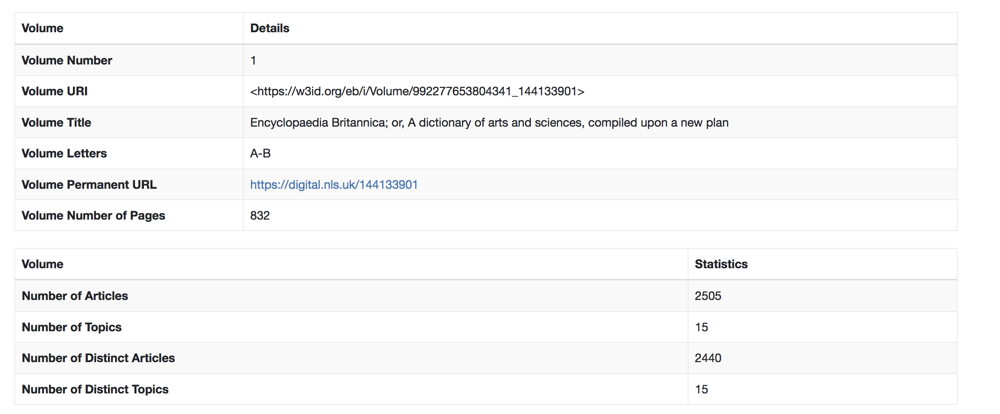 Volume Details
Volume Number 1
Volume URI <https://w3id.org/eb/i/Volume/992277653804341_144133901>
Volume Title Encyclopaedia Britannica; or, A dictionary of arts and sciences, compiled upon a new plan
Volume Letters A-B
Volume Permanent URL https://digital.nls.uk/144133901
Volume Number of Pages 832
Volume Statistics
Number of Articles 2505
Number of Topics 15
Number of Distinct Articles 2440
Number of Distinct Topics 15